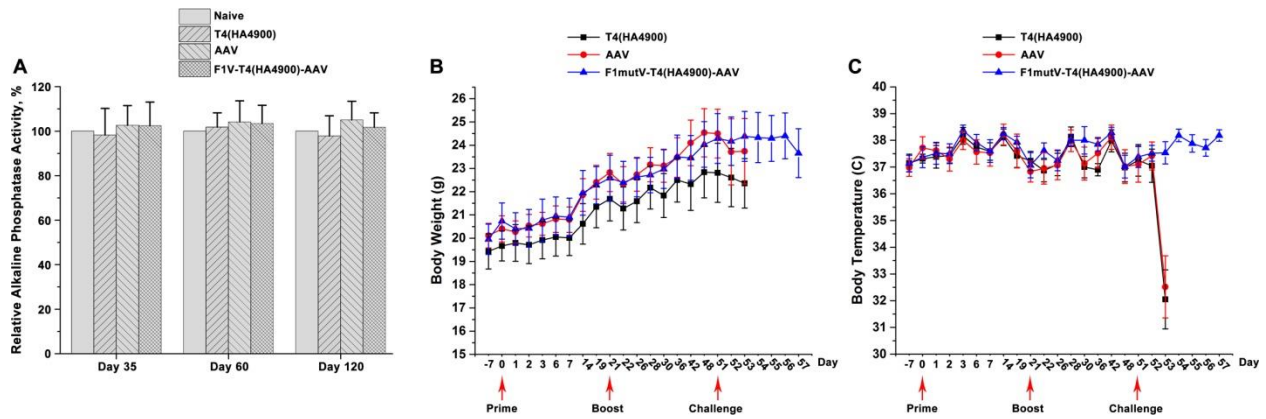 Naive
T4(HA4900)
AAV
F1V-T4(HA4900)-AAV
A
Relative Alkaline Phosphatase Activity, %
120
100
80
60
40
20
0
Day 35 Day 60 Day 120
T4(HA4900)
AAV
F1mutV-T4(HA4900)-AAV
B
Body Weight (g)
26
25
24
23
22
21
20
19
18
17
16
15
-7 0 1 2 3 6 7 14 19 21 22 26 28 30 36 42 48 51 52 53 54 55 56 57 Day
Prime Boost Challenge
T4(HA4900)
AAV
F1mutV-T4(HA4900)-AAV
C
Body Temperature (C)
40
39
38
37
36
35
34
33
32
31
30
-7 0 1 2 3 6 7 14 19 21 22 26 28 30 36 42 48 51 52 53 54 55 56 57 Day
Prime Boost Challenge